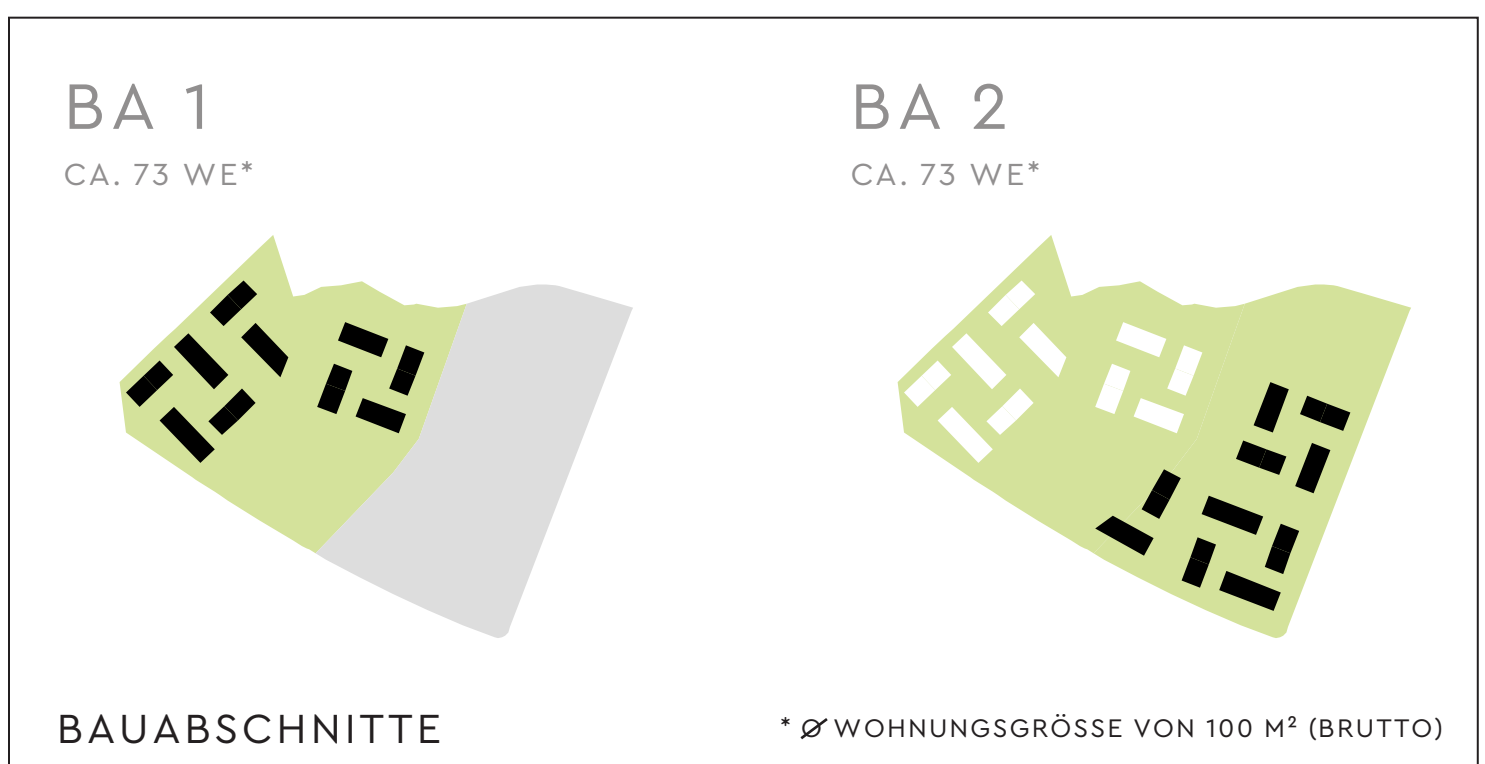 BA 1
CA. 73 WE*
BA 2
CA. 73 WE*
BAUABSCHNITTE
* Ø WOHNUNGSGRÖSSE VON 100 M² (BRUTTO)